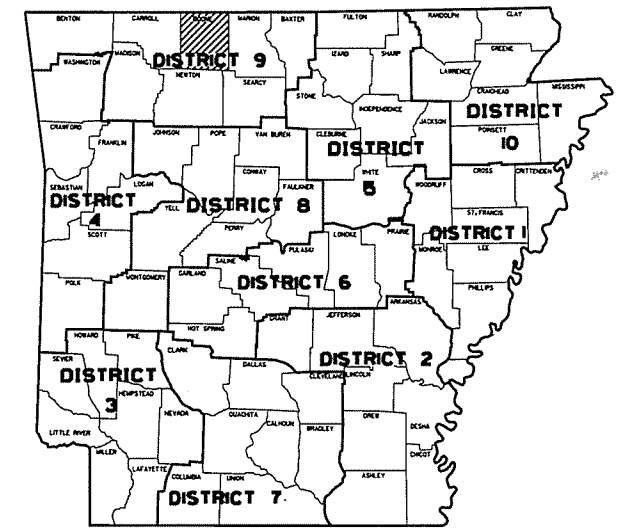 BENTON
CARROLL
BOONE
MARION
BAXTER
FULTON
RANDOLPH
CLAY
MADISON
WASHINGTON
DISTRICT 9
IZARD
SHARP
GREENE
LAWRENCE
NEWTON
SEARCY
STONE
INDEPENDENCE
CRAIGHEAD
MISSISSIPPI
DISTRICT
10
JACKSON
POINSETT
CRAWFORD
FRANKLIN
JOHNSON
POPE
VAN BUREN
CLEBURNE
DISTRICT
5
WHITE
CROSS
CRITTENDEN
WOODRUFF
SEBASTIAN
LOGAN
CONWAY
FAULKNER
DISTRICT
4
YELL
DISTRICT 8
ST. FRANCIS
DISTRICT 1
SCOTT
PERRY
PULASKI
LONOKE
PRAIRIE
MONROE
LEE
SALINE
POLK
MONTGOMERY
GARLAND
DISTRICT 6
PHILLIPS
ARKANSAS
HOT SPRING
GRANT
JEFFERSON
HOWARD
PIKE
CLARK
DISTRICT 2
SEVIER
DALLAS
CLEVELAND
LINCOLN
DISTRICT
3
HEMPSTEAD
NEVADA
OUACHITA
CALHOUN
BRADLEY
DREW
DESHA
LITTLE RIVER
MILLER
CHICOT
LAFAYETTE
COLUMBIA
UNION
ASHLEY
DISTRICT 7